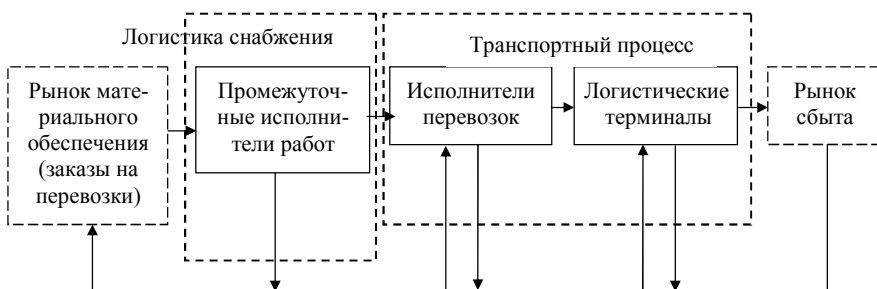 Логистика снабжения
Транспортный процесс
Рынок мате-
риального
обеспечения
(заказы на
перевозки)
Промежуточ-
ные исполни-
тели работ
Исполнители
перевозок
Логистические
терминалы
Рынок
сбыта